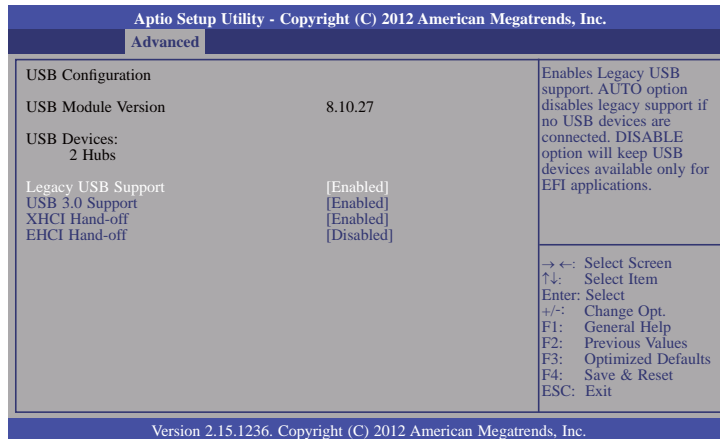 Aptio Setup Utility - Copyright (C) 2012 American Megatrends, Inc.
Advanced
USB Configuration
USB Module Version 8.10.27
USB Devices:
2 Hubs
Legacy USB Support [Enabled]
USB 3.0 Support [Enabled]
XHCI Hand-off [Enabled]
EHCI Hand-off [Disabled]
Enables Legacy USB
support. AUTO option
disables legacy support if
no USB devices are
connected. DISABLE
option will keep USB
devices available only for
EFI applications.
→ ←: Select Screen
↑↓: Select Item
Enter: Select
+/-: Change Opt.
F1: General Help
F2: Previous Values
F3: Optimized Defaults
F4: Save & Reset
ESC: Exit
Version 2.15.1236. Copyright (C) 2012 American Megatrends, Inc.